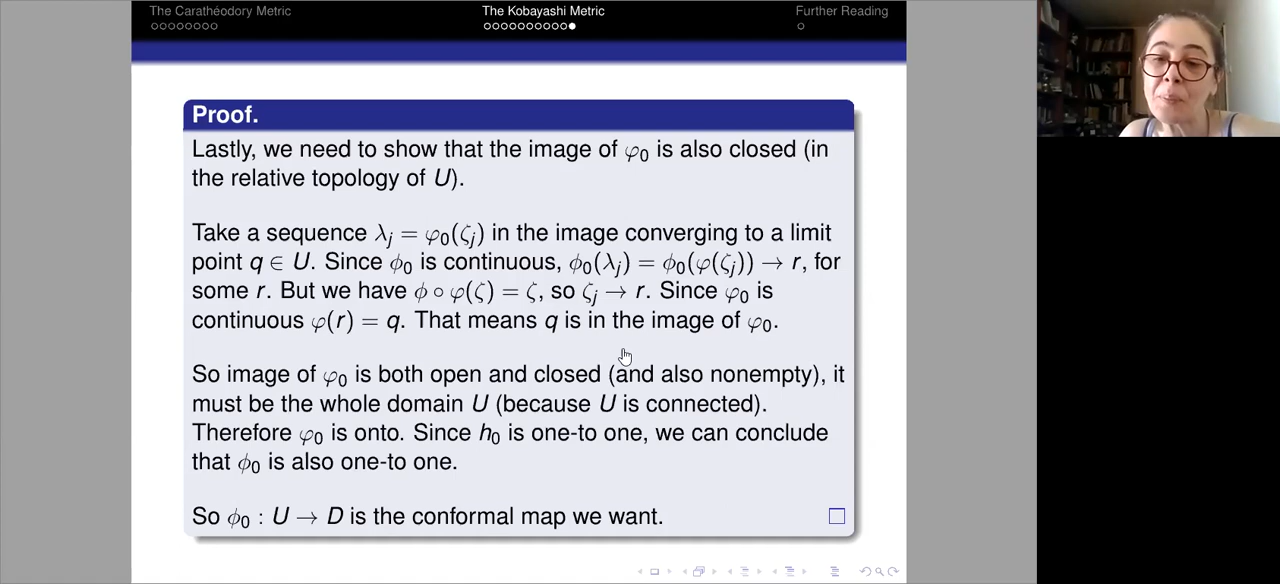 The Carathéodory Metric
The Kobayashi Metric
Further Reading
Proof.
Lastly, we need to show that the image of φ₀ is also closed (in
the relative topology of U).
Take a sequence λⱼ = φ₀(ζⱼ) in the image converging to a limit
point q ∈ U. Since ϕ₀ is continuous, ϕ₀(λⱼ) = ϕ₀(φ(ζⱼ)) → r, for
some r. But we have ϕ ∘ φ(ζ) = ζ, so ζⱼ → r. Since φ₀ is
continuous φ(r) = q. That means q is in the image of φ₀.
So image of φ₀ is both open and closed (and also nonempty), it
must be the whole domain U (because U is connected).
Therefore φ₀ is onto. Since h₀ is one-to one, we can conclude
that ϕ₀ is also one-to one.
So ϕ₀ : U → D is the conformal map we want.